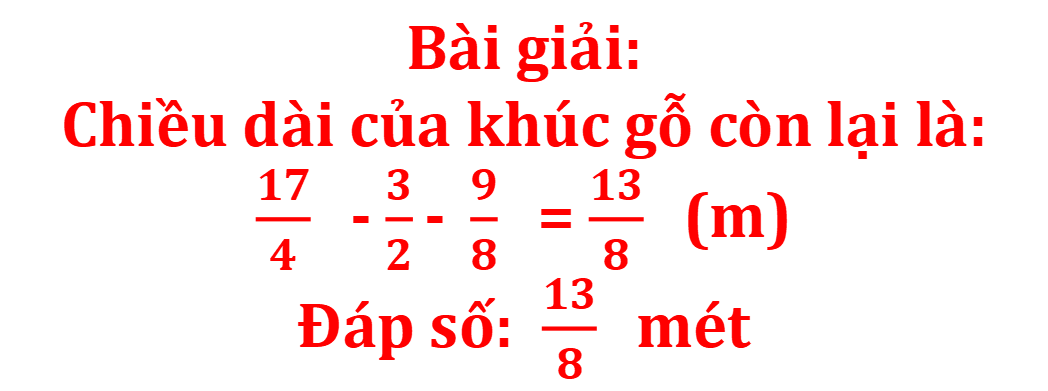 Bài giải:
Chiều dài của khúc gỗ còn lại là:
17/4 - 3/2 - 9/8 = 13/8 (m)
Đáp số: 13/8 mét